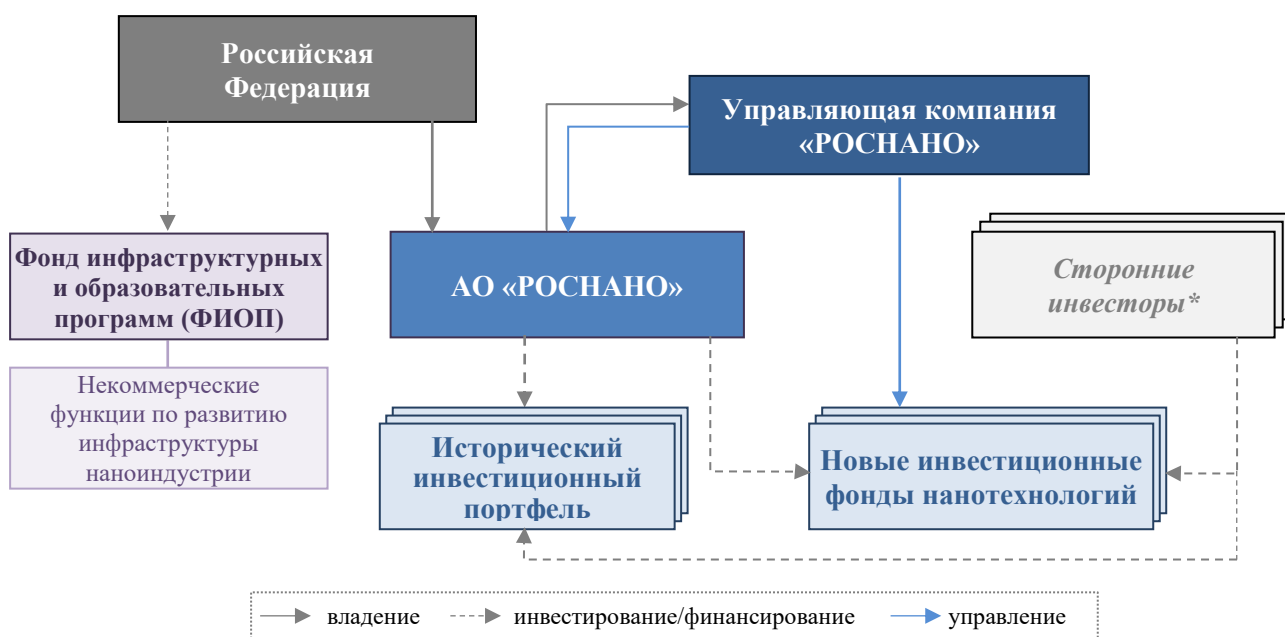 Российская
Федерация
Управляющая компания
«РОСНАНО»
Фонд инфраструктурных
и образовательных
программ (ФИОП)
АО «РОСНАНО»
Сторонние
инвесторы*
Некоммерческие
функции по развитию
инфраструктуры
наноиндустрии
Исторический
инвестиционный
портфель
Новые инвестиционные
фонды нанотехнологий
владение
инвестирование/финансирование
управление